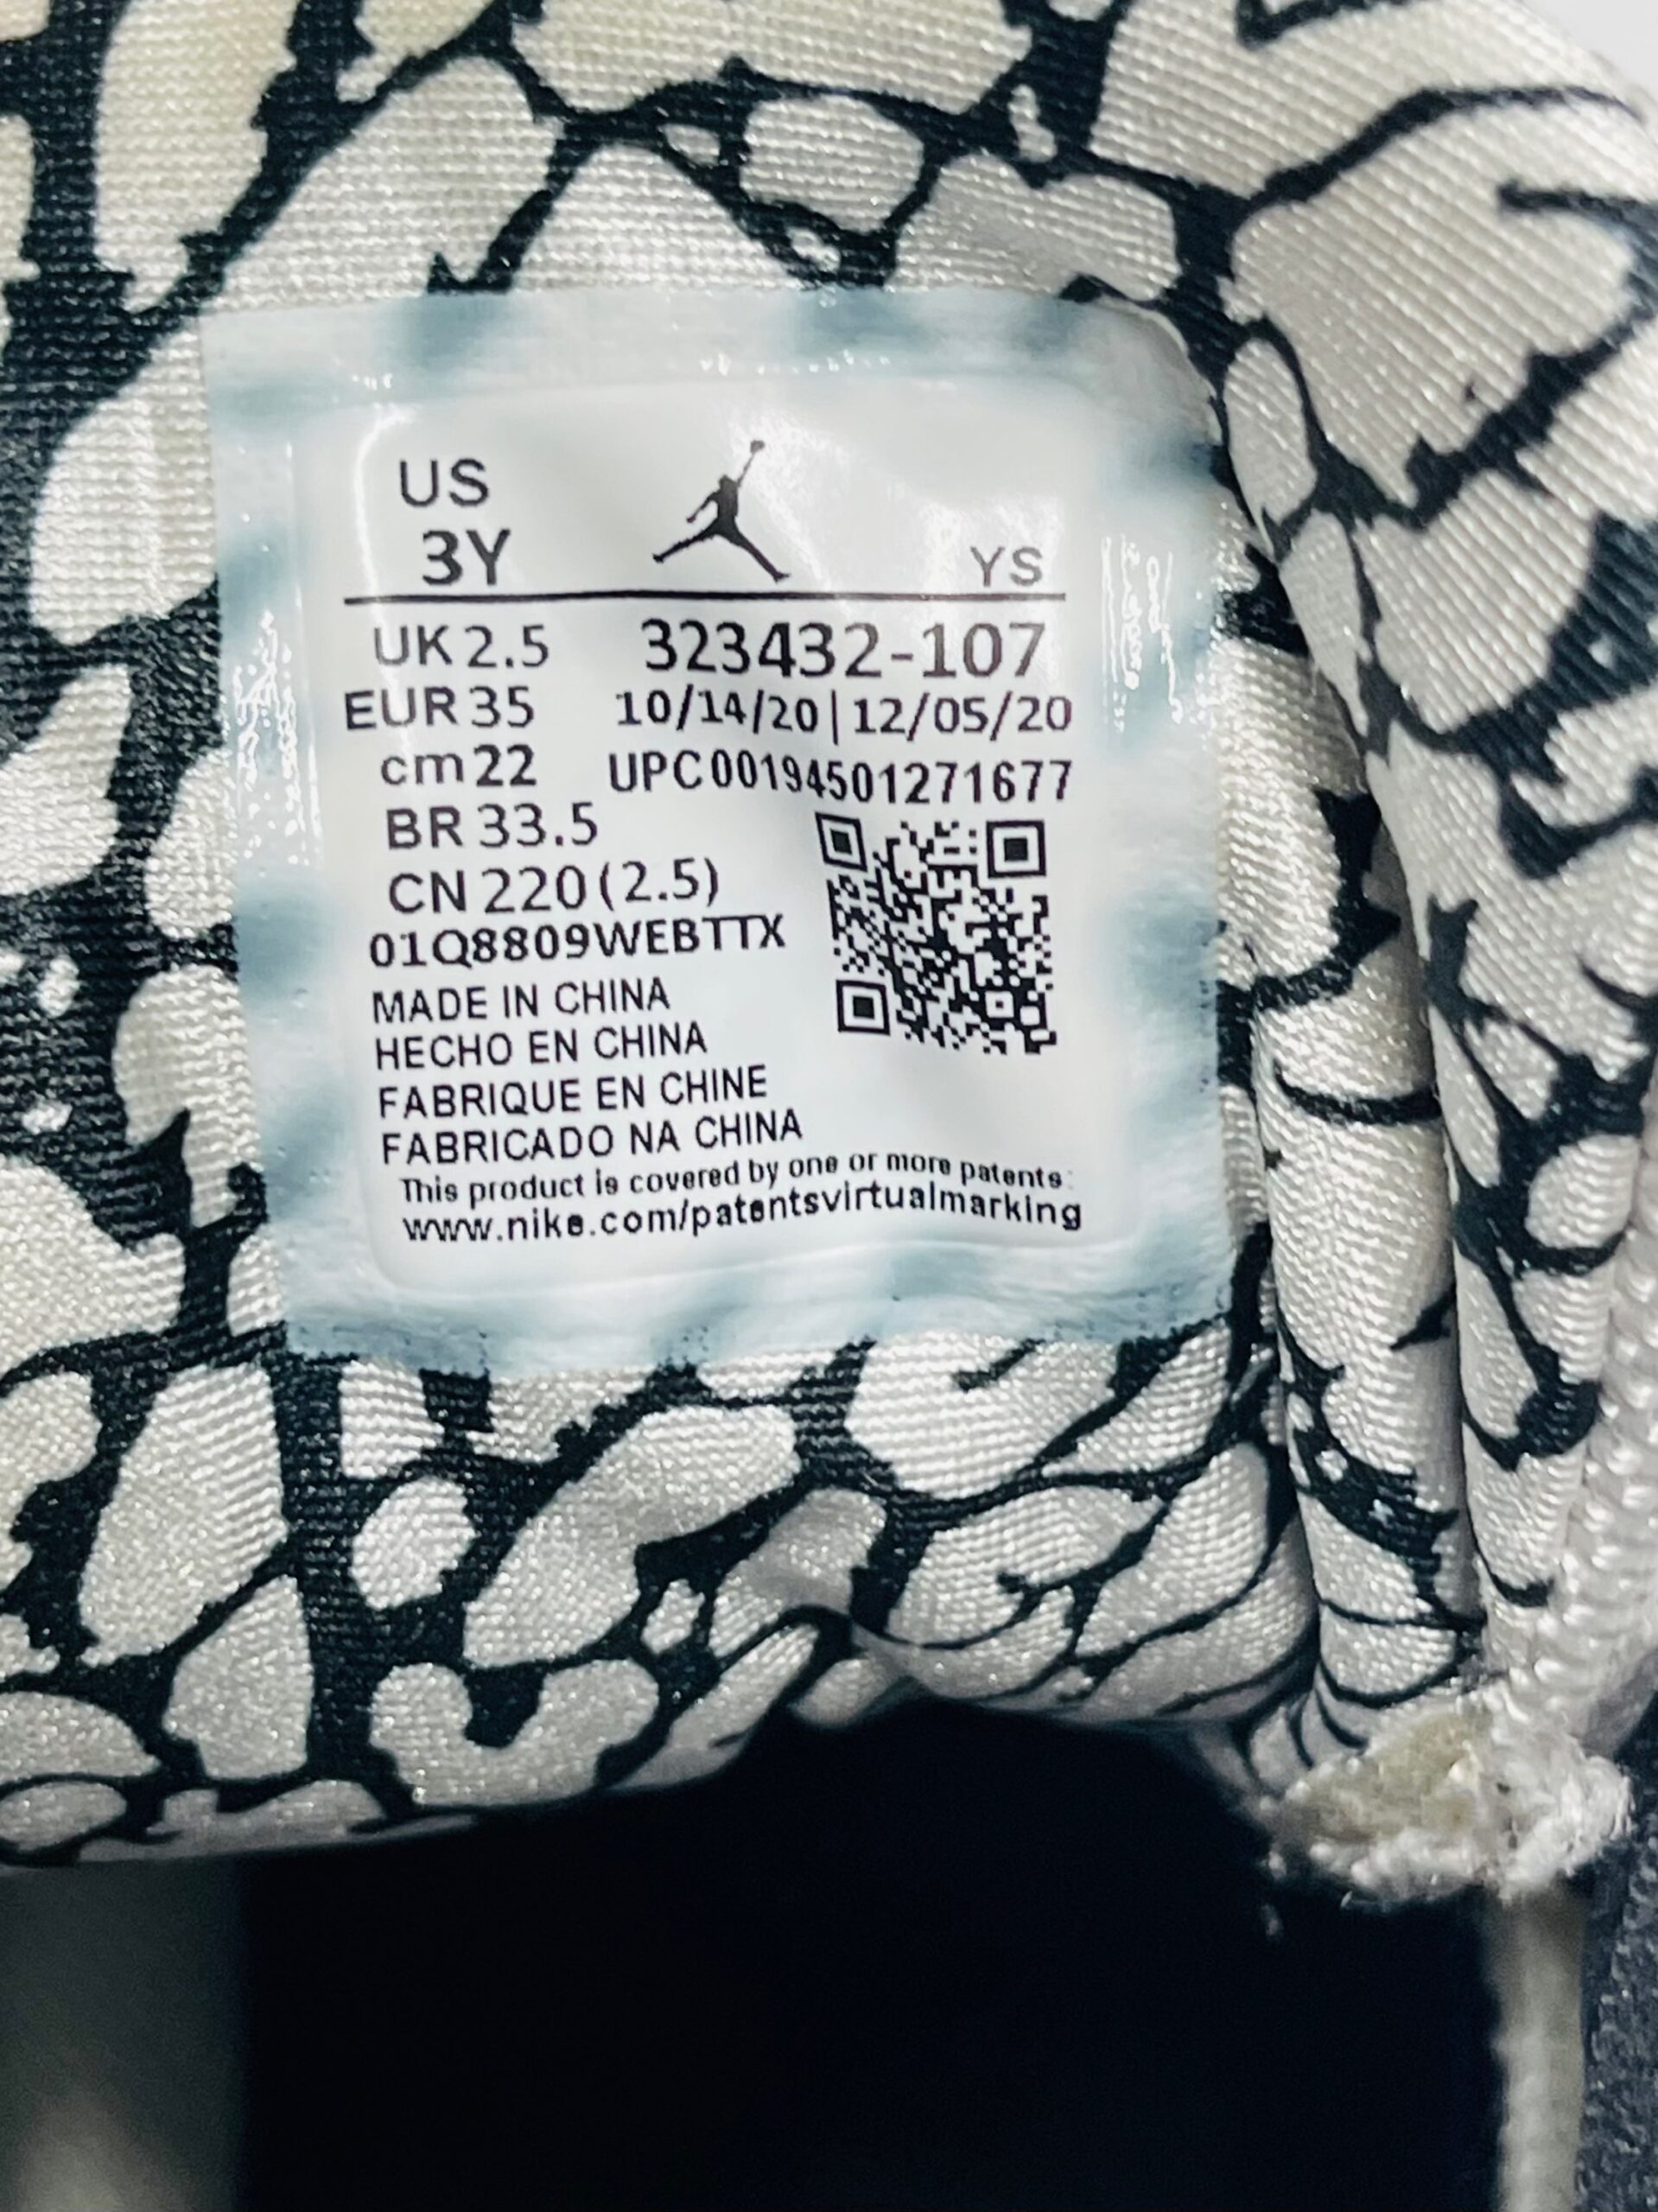 US
3Y YS
UK 2.5 323432-107
EUR 35 10/14/20|12/05/20
cm 22 UPC00194501271677
BR 33.5
CN 220 (2.5)
01Q8809WEBTTX
MADE IN CHINA
HECHO EN CHINA
FABRIQUE EN CHINE
FABRICADO NA CHINA
This product is covered by one or more patents:
www.nike.com/patentsvirtualmarking